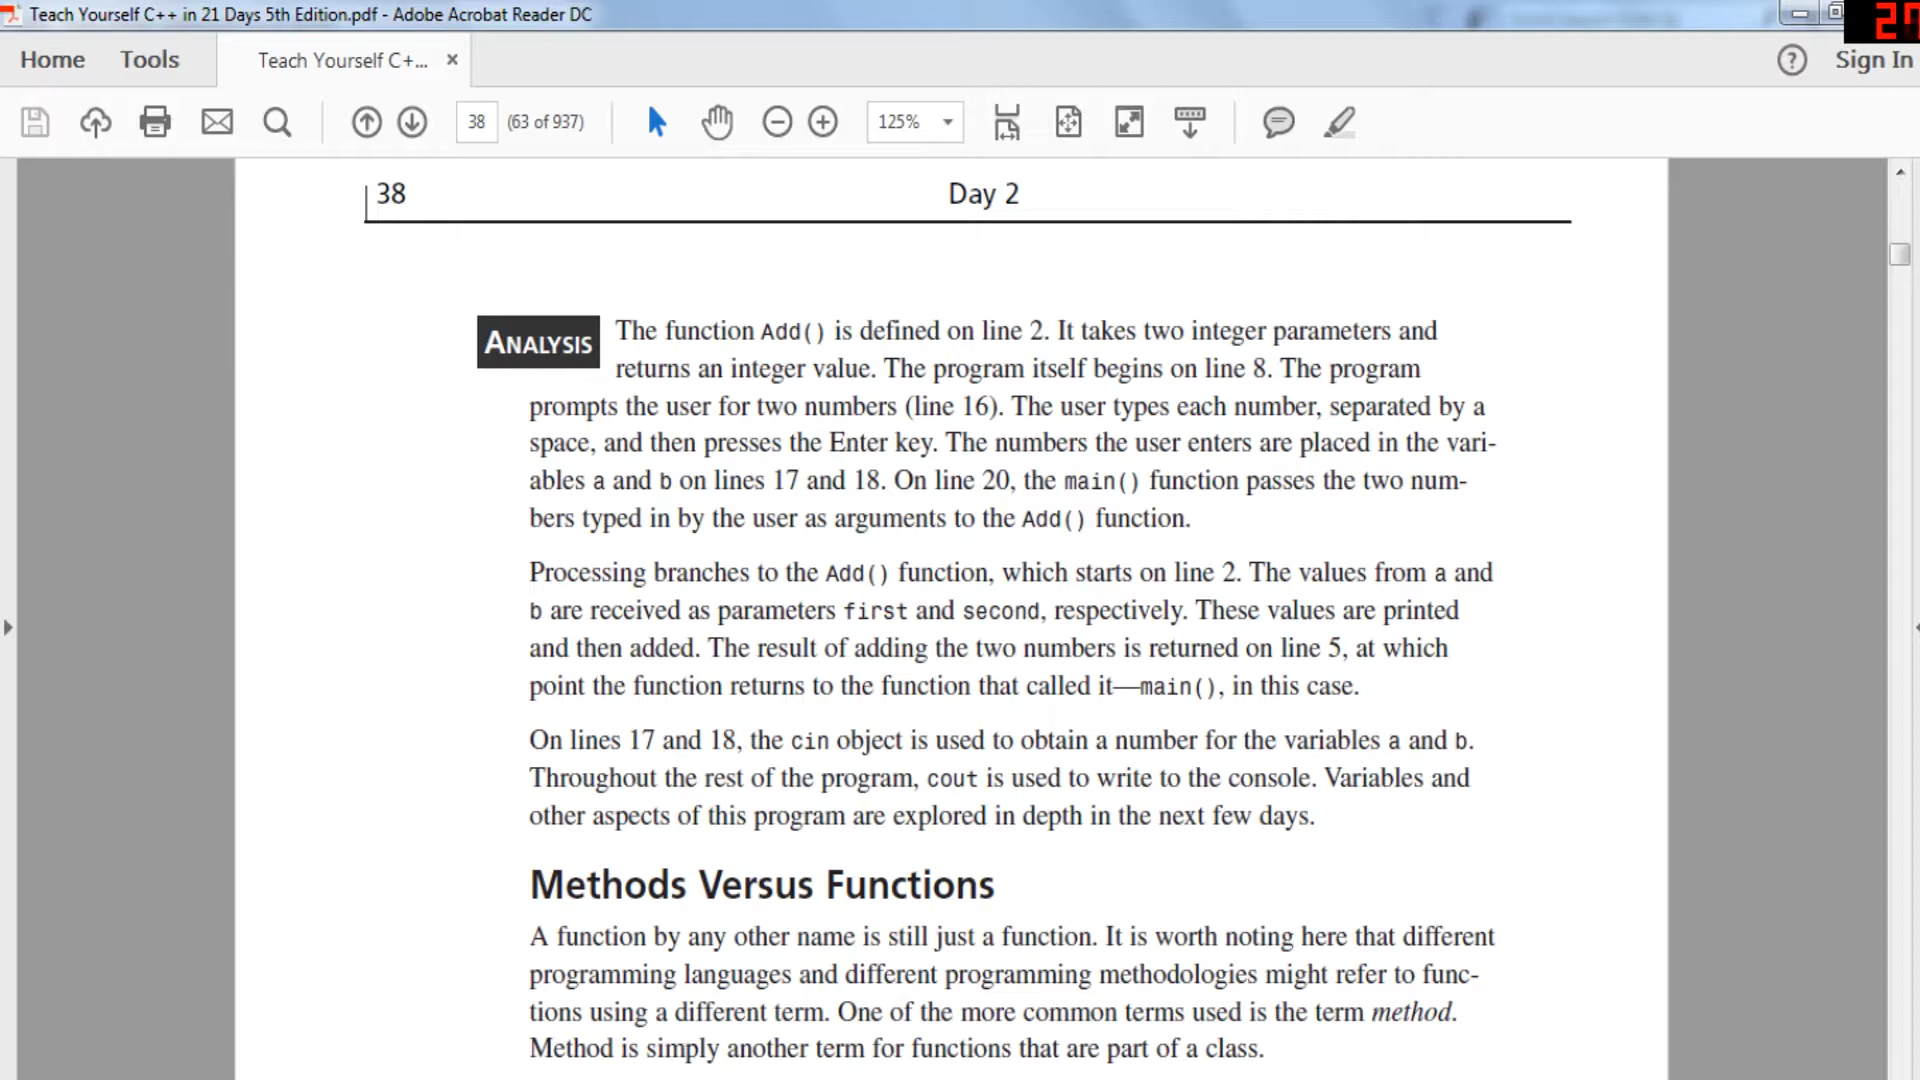 Teach Yourself C++ in 21 Days 5th Edition.pdf - Adobe Acrobat Reader DC
Home Tools Teach Yourself C+... × Sign In
38 (63 of 937) 125%
38 Day 2
ANALYSIS The function Add() is defined on line 2. It takes two integer parameters and
returns an integer value. The program itself begins on line 8. The program
prompts the user for two numbers (line 16). The user types each number, separated by a
space, and then presses the Enter key. The numbers the user enters are placed in the vari-
ables a and b on lines 17 and 18. On line 20, the main() function passes the two num-
bers typed in by the user as arguments to the Add() function.
Processing branches to the Add() function, which starts on line 2. The values from a and
b are received as parameters first and second, respectively. These values are printed
and then added. The result of adding the two numbers is returned on line 5, at which
point the function returns to the function that called it—main(), in this case.
On lines 17 and 18, the cin object is used to obtain a number for the variables a and b.
Throughout the rest of the program, cout is used to write to the console. Variables and
other aspects of this program are explored in depth in the next few days.
Methods Versus Functions
A function by any other name is still just a function. It is worth noting here that different
programming languages and different programming methodologies might refer to func-
tions using a different term. One of the more common terms used is the term method.
Method is simply another term for functions that are part of a class.